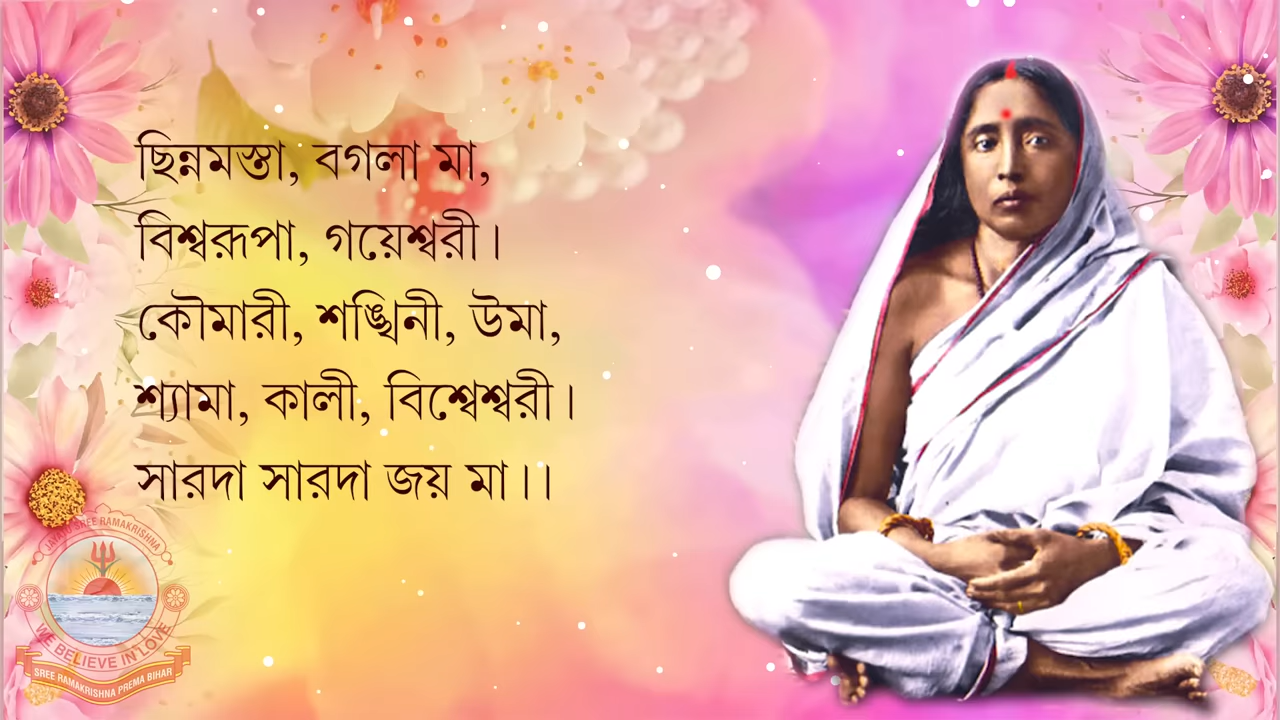 ছিন্নমস্তা, বগলা মা,
বিশ্বরূপা, গয়েশ্বরী।
কৌমারী, শঙ্খিনী, উমা,
শ্যামা, কালী, বিশ্বেশ্বরী।
সারদা সারদা জয় মা।।
JAYATU SREE RAMAKRISHNA
WE BELIEVE IN LOVE
SREE RAMAKRISHNA PREMA BIHAR